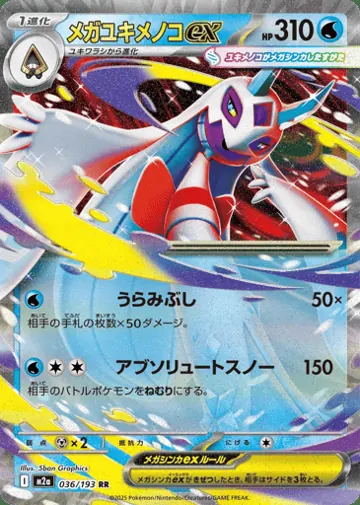 1進化
メガユキメノコex
HP310
ユキワラシから進化
ユキメノコがメガシンカしたすがた
うらみぶし 50×
相手の手札の枚数×50ダメージ。
アブソリュートスノー 150
相手のバトルポケモンをねむりにする。
弱点 ×2 抵抗力 にげる
Illus. 5ban Graphics
メガシンカexルール
I M2a 036/193 RR
メガシンカexがきぜつしたとき、相手はサイドを3枚とる。
©2025 Pokémon/Nintendo/Creatures/GAME FREAK.